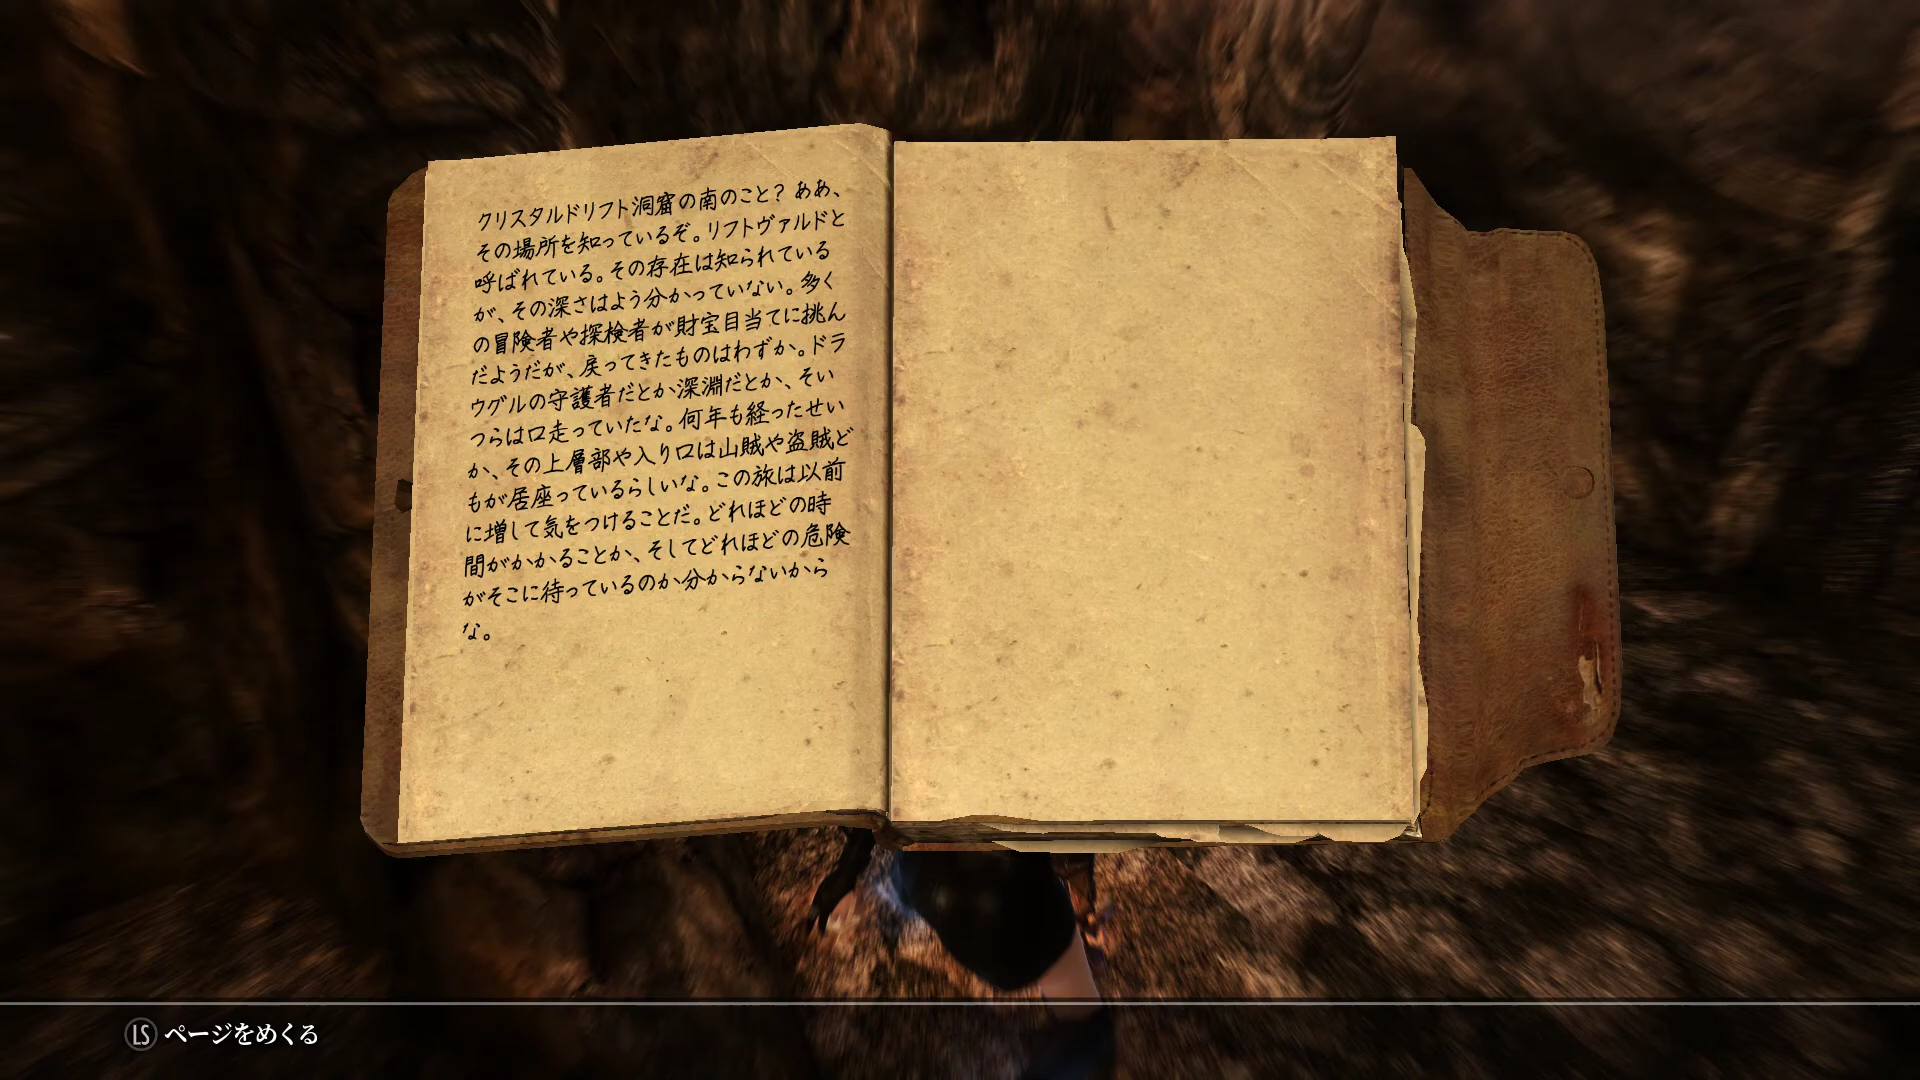 クリスタルドリフト洞窟の南のこと？ああ、
その場所を知っているぞ。リフトヴァルドと
呼ばれている。その存在は知られている
が、その深さはよう分かっていない。多く
の冒険者や探検者が財宝目当てに挑ん
だようだが、戻ってきたものはわずか。ドラ
ウグルの守護者だとか深淵だとか、そい
つらは口走っていたな。何年も経ったせい
か、その上層部や入り口は山賊や盗賊ど
もが居座っているらしいな。この旅は以前
に増して気をつけることだ。どれほどの時
間がかかることか、そしてどれほどの危険
がそこに待っているのか分からないから
な。
LS ページをめくる